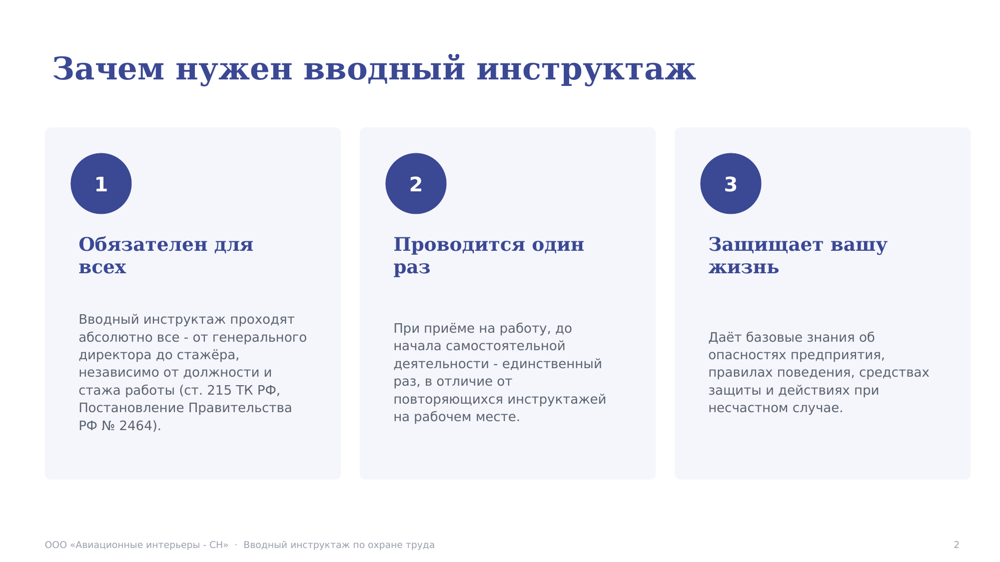 Зачем нужен вводный инструктаж
1
Обязателен для
всех
Вводный инструктаж проходят
абсолютно все - от генерального
директора до стажёра,
независимо от должности и
стажа работы (ст. 215 ТК РФ,
Постановление Правительства
РФ № 2464).
2
Проводится один
раз
При приёме на работу, до
начала самостоятельной
деятельности - единственный
раз, в отличие от
повторяющихся инструктажей
на рабочем месте.
3
Защищает вашу
жизнь
Даёт базовые знания об
опасностях предприятия,
правилах поведения, средствах
защиты и действиях при
несчастном случае.
ООО «Авиационные интерьеры - СН» · Вводный инструктаж по охране труда
2